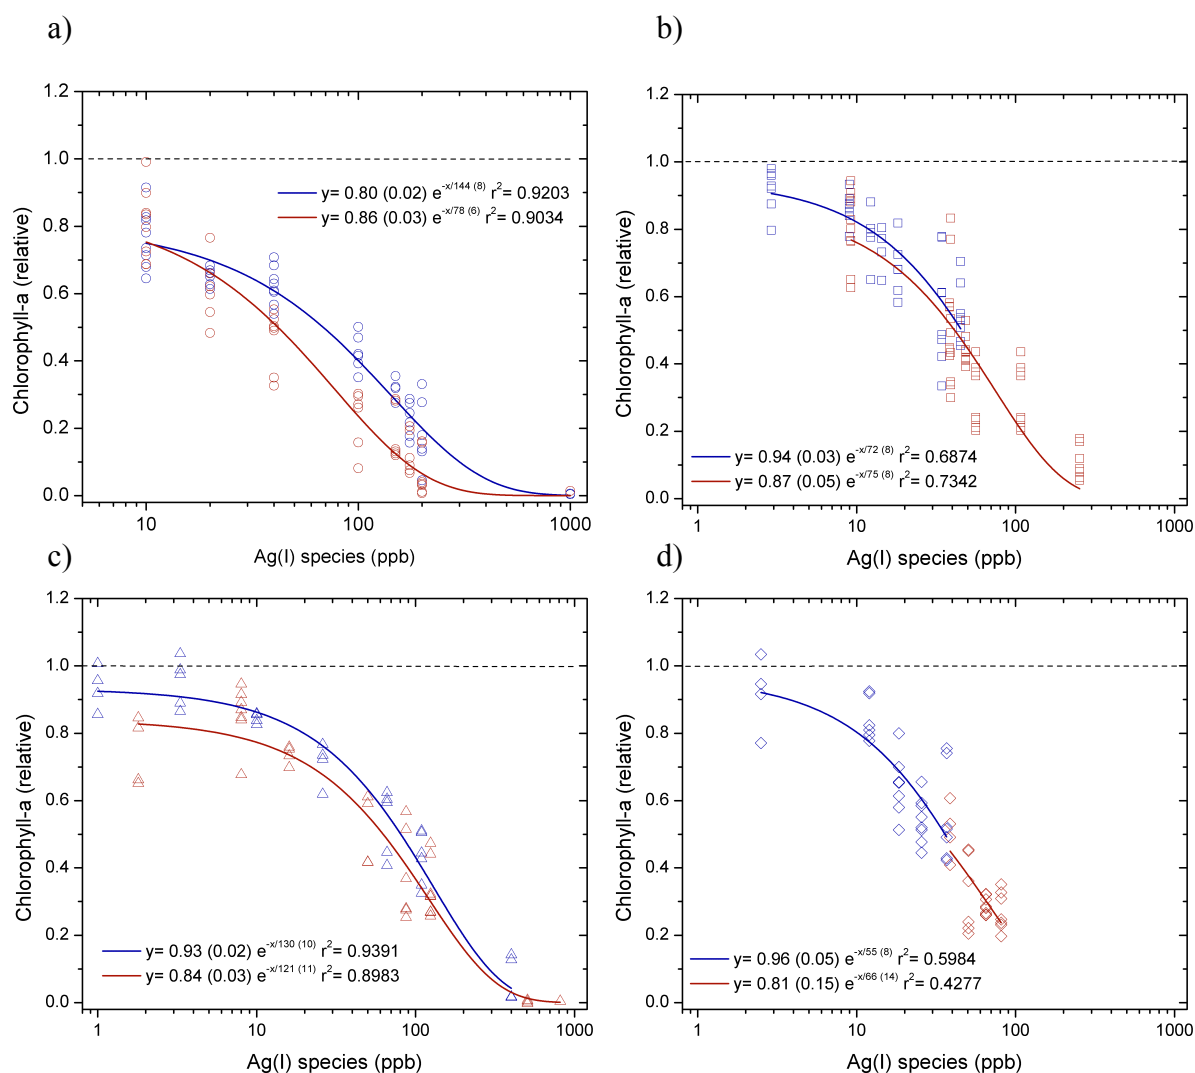 a)
1.2
1.0
0.8
0.6
0.4
0.2
0.0
Chlorophyll-a (relative)
y= 0.80 (0.02) e^-x/144 (8) r^2= 0.9203
y= 0.86 (0.03) e^-x/78 (6) r^2= 0.9034
10 100 1000
Ag(I) species (ppb)
b)
1.2
1.0
0.8
0.6
0.4
0.2
0.0
Chlorophyll-a (relative)
y= 0.94 (0.03) e^-x/72 (8) r^2= 0.6874
y= 0.87 (0.05) e^-x/75 (8) r^2= 0.7342
1 10 100 1000
Ag(I) species (ppb)
c)
1.2
1.0
0.8
0.6
0.4
0.2
0.0
Chlorophyll-a (relative)
y= 0.93 (0.02) e^-x/130 (10) r^2= 0.9391
y= 0.84 (0.03) e^-x/121 (11) r^2= 0.8983
1 10 100 1000
Ag(I) species (ppb)
d)
1.2
1.0
0.8
0.6
0.4
0.2
0.0
Chlorophyll-a (relative)
y= 0.96 (0.05) e^-x/55 (8) r^2= 0.5984
y= 0.81 (0.15) e^-x/66 (14) r^2= 0.4277
1 10 100 1000
Ag(I) species (ppb)